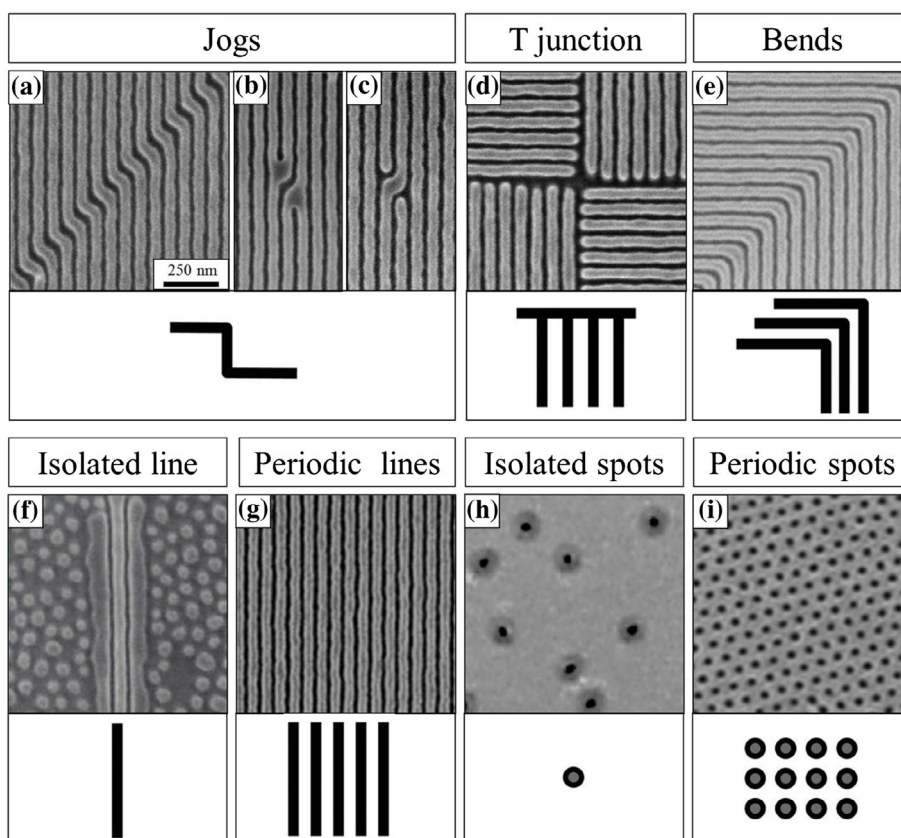 Jogs
T junction
Bends
(a)
(b)
(c)
(d)
(e)
250 nm
Isolated line
Periodic lines
Isolated spots
Periodic spots
(f)
(g)
(h)
(i)